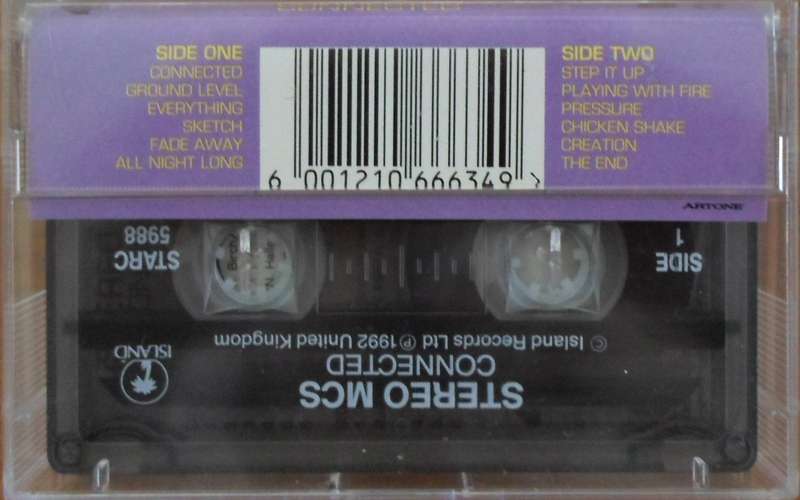 CONNECTED
SIDE ONE
CONNECTED
GROUND LEVEL
EVERYTHING
SKETCH
FADE AWAY
ALL NIGHT LONG
6 001210 666349 >
SIDE TWO
STEP IT UP
PLAYING WITH FIRE
PRESSURE
CHICKEN SHAKE
CREATION
THE END
ARTONE
STEREO MCS
CONNECTED
ISLAND
© Island Records Ltd ℗ 1992 United Kingdom
SIDE
1
STARC
5988
N. Halle